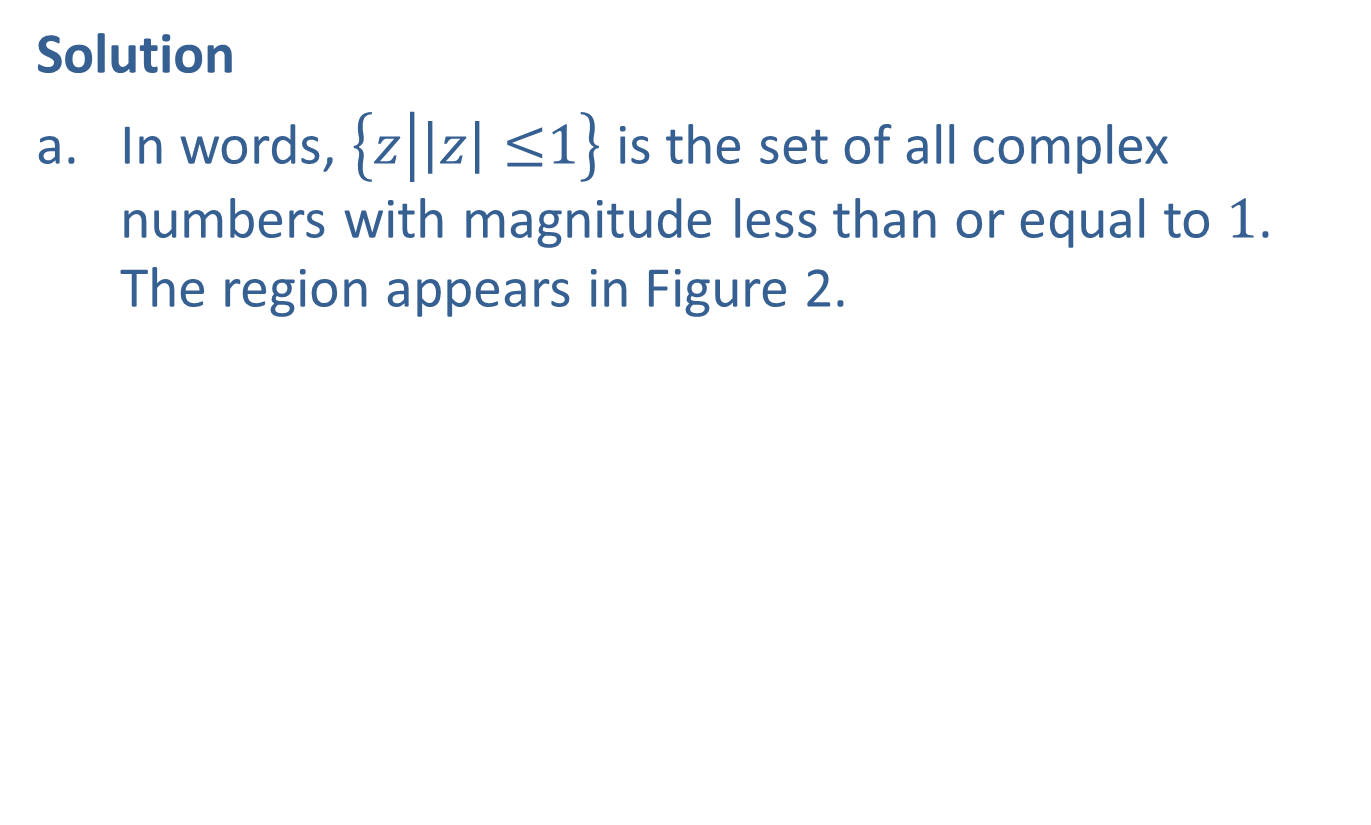 Solution
a. In words, {z||z| ≤1} is the set of all complex
numbers with magnitude less than or equal to 1.
The region appears in Figure 2.